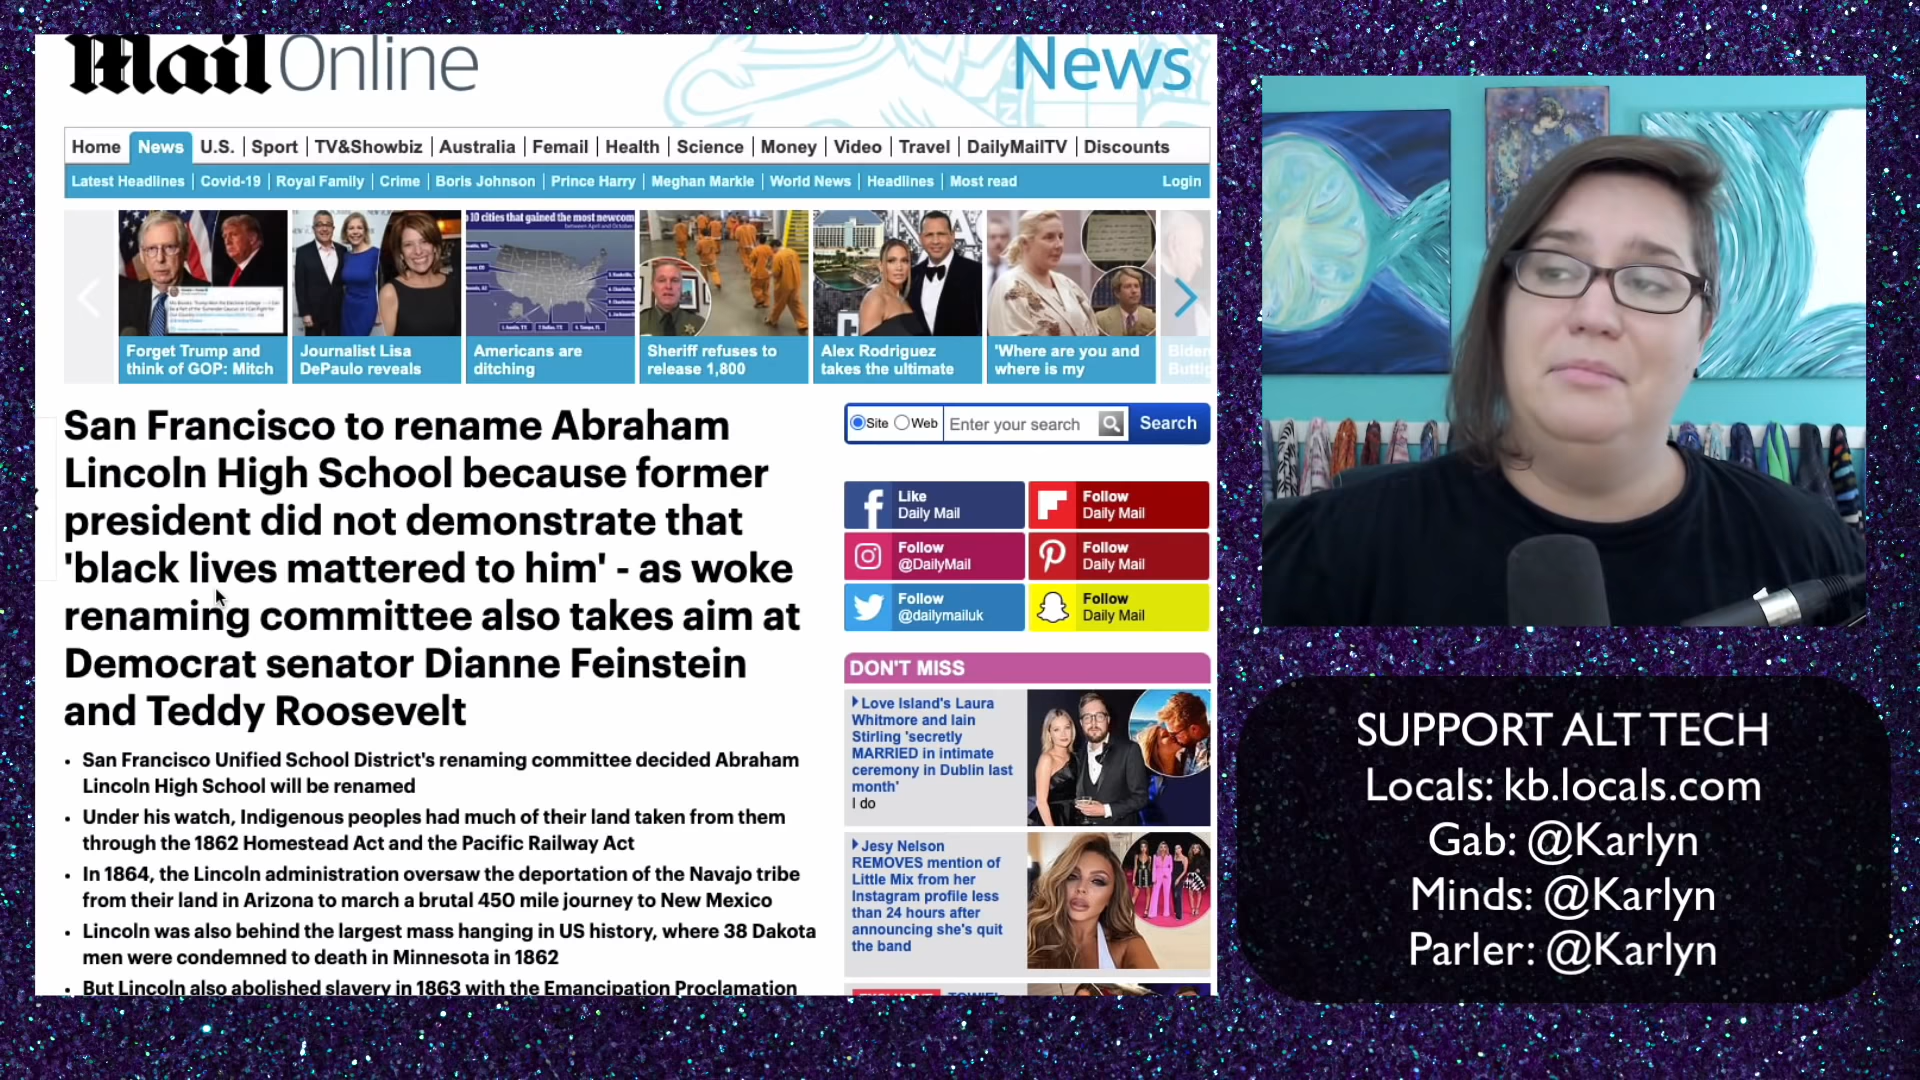 Mail Online
News
Home News U.S. Sport TV&Showbiz Australia Femail Health Science Money Video Travel DailyMailTV Discounts
Latest Headlines Covid-19 Royal Family Crime Boris Johnson Prince Harry Meghan Markle World News Headlines Most read Login
10 cities that gained the most newcom
between April and October
Forget Trump and
think of GOP: Mitch
Journalist Lisa
DePaulo reveals
Americans are
ditching
Sheriff refuses to
release 1,800
Alex Rodriguez
takes the ultimate
'Where are you and
where is my
Biden
Buttig
San Francisco to rename Abraham
Lincoln High School because former
president did not demonstrate that
'black lives mattered to him' - as woke
renaming committee also takes aim at
Democrat senator Dianne Feinstein
and Teddy Roosevelt
• San Francisco Unified School District's renaming committee decided Abraham
Lincoln High School will be renamed
• Under his watch, Indigenous peoples had much of their land taken from them
through the 1862 Homestead Act and the Pacific Railway Act
• In 1864, the Lincoln administration oversaw the deportation of the Navajo tribe
from their land in Arizona to march a brutal 450 mile journey to New Mexico
• Lincoln was also behind the largest mass hanging in US history, where 38 Dakota
men were condemned to death in Minnesota in 1862
• But Lincoln also abolished slavery in 1863 with the Emancipation Proclamation
Site Web Enter your search Search
Like
Daily Mail
Follow
Daily Mail
Follow
@DailyMail
Follow
Daily Mail
Follow
@dailymailuk
Follow
Daily Mail
DON'T MISS
Love Island's Laura
Whitmore and Iain
Stirling 'secretly
MARRIED in intimate
ceremony in Dublin last
month'
I do
Jesy Nelson
REMOVES mention of
Little Mix from her
Instagram profile less
than 24 hours after
announcing she's quit
the band
SUPPORT ALT TECH
Locals: kb.locals.com
Gab: @Karlyn
Minds: @Karlyn
Parler: @Karlyn